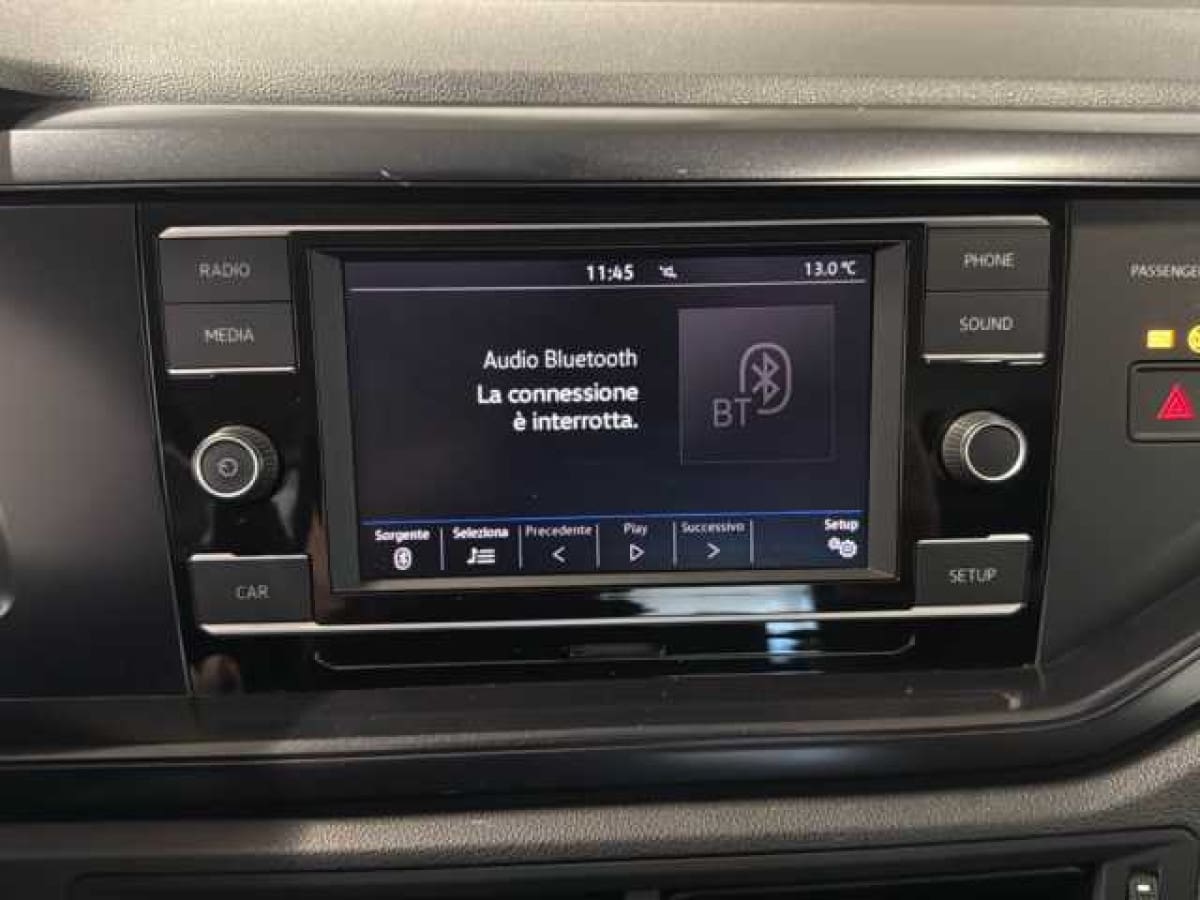 RADIO
MEDIA
CAR
11:45 13.0 °C
Audio Bluetooth
La connessione
è interrotta.
BT
Sorgente Seleziona Precedente Play Successivo Setup
PHONE
SOUND
SETUP